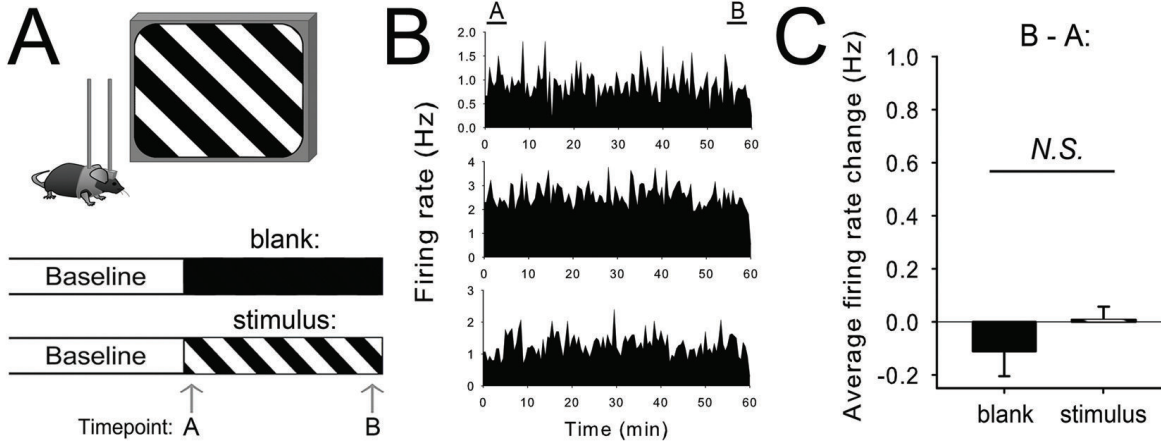 A
blank:
Baseline
stimulus:
Baseline
Timepoint: A B
B
A B
Firing rate (Hz)
2.0
1.5
1.0
0.5
0.0
0 10 20 30 40 50 60
4
3
2
1
0
0 10 20 30 40 50 60
3
2
1
0
0 10 20 30 40 50 60
Time (min)
C
B - A:
Average firing rate change (Hz)
1.0
0.8
0.6
0.4
0.2
0.0
-0.2
N.S.
blank stimulus